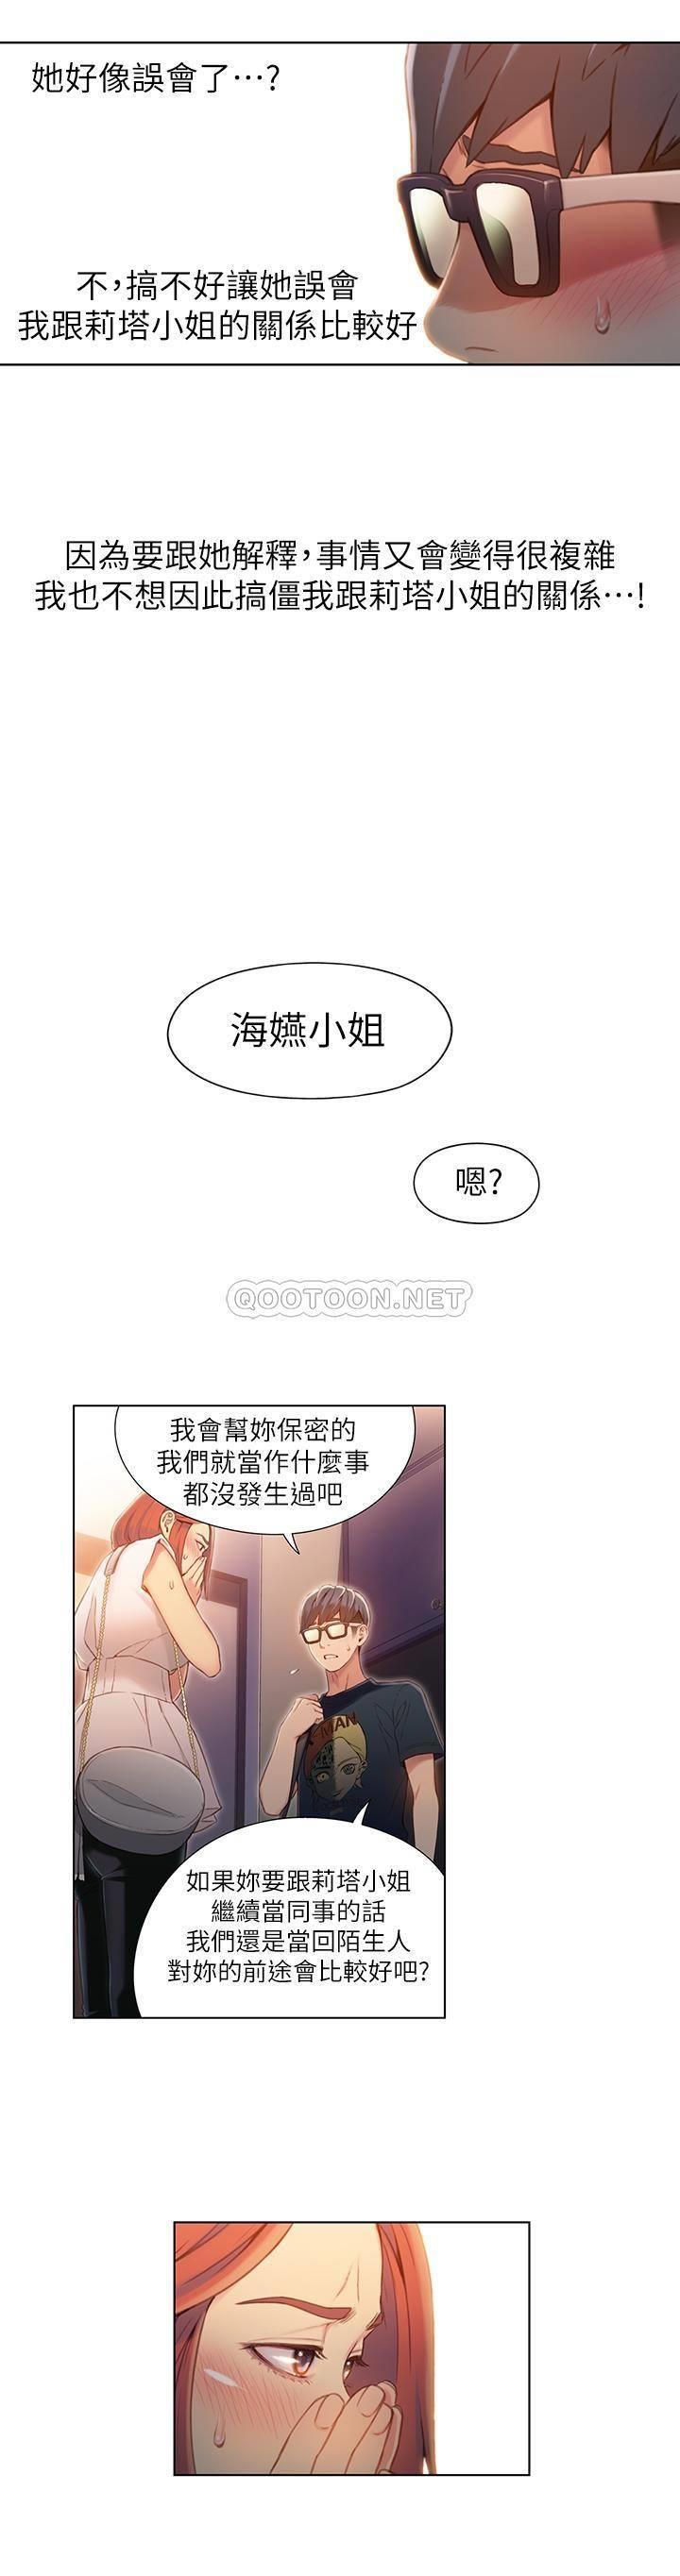 她好像誤會了⋯?
不,搞不好讓她誤會
我跟莉塔小姐的關係比較好
因為要跟她解釋,事情又會變得很複雜
我也不想因此搞僵我跟莉塔小姐的關係⋯!
海嬿小姐
嗯?
QOOTOON.NET
我會幫妳保密的
我們就當作什麼事
都沒發生過吧
MAN
如果妳要跟莉塔小姐
繼續當同事的話
我們還是當回陌生人
對妳的前途會比較好吧?